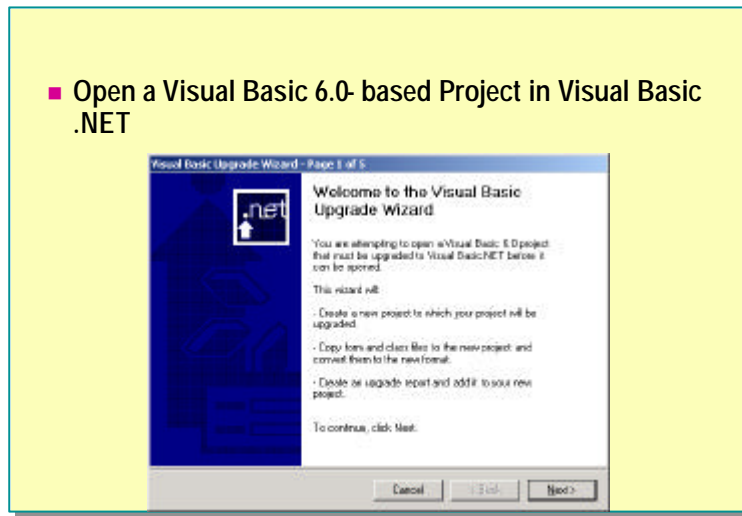 Open a Visual Basic 6.0- based Project in Visual Basic
.NET
Visual Basic Upgrade Wizard - Page 1 of 5
.net
Welcome to the Visual Basic
Upgrade Wizard
You are attempting to open a Visual Basic 6.0 project
that must be upgraded to Visual Basic.NET before it
can be opened.
This wizard will:
- Create a new project to which your project will be
upgraded.
- Copy form and class files to the new project and
convert them to the new format.
- Create an upgrade report and add it to your new
project.
To continue, click Next.
Cancel
< Back
Next >